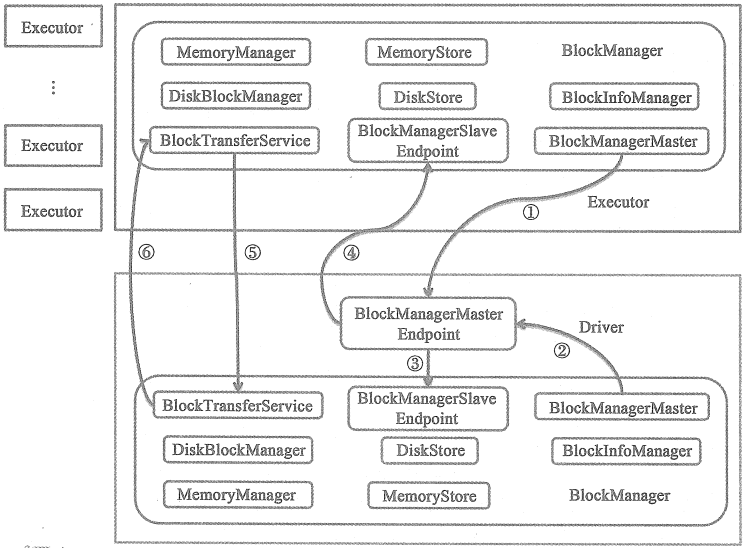 Executor
⋮
Executor
Executor
MemoryManager
MemoryStore
BlockManager
DiskBlockManager
DiskStore
BlockInfoManager
BlockTransferService
BlockManagerSlave
Endpoint
BlockManagerMaster
①
Executor
⑥
⑤
④
BlockManagerMaster
Endpoint
Driver
②
③
BlockTransferService
BlockManagerSlave
Endpoint
BlockManagerMaster
DiskBlockManager
DiskStore
BlockInfoManager
MemoryManager
MemoryStore
BlockManager